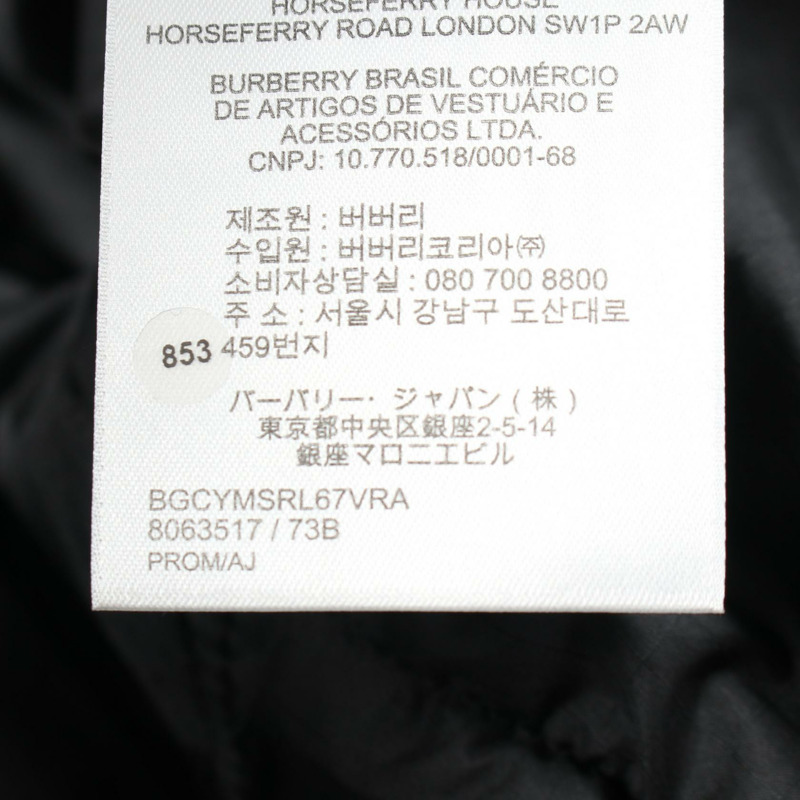 HORSEFERRY HOUSE
HORSEFERRY ROAD LONDON SW1P 2AW
BURBERRY BRASIL COMÉRCIO
DE ARTIGOS DE VESTUÁRIO E
ACESSÓRIOS LTDA.
CNPJ: 10.770.518/0001-68
제조원 : 버버리
수입원 : 버버리코리아㈜
소비자상담실 : 080 700 8800
주 소 : 서울시 강남구 도산대로
853 459번지
バーバリー・ ジャパン ( 株 )
東京都中央区銀座2-5-14
銀座マロニエビル
BGCYMSRL67VRA
8063517 / 73B
PROM/AJ